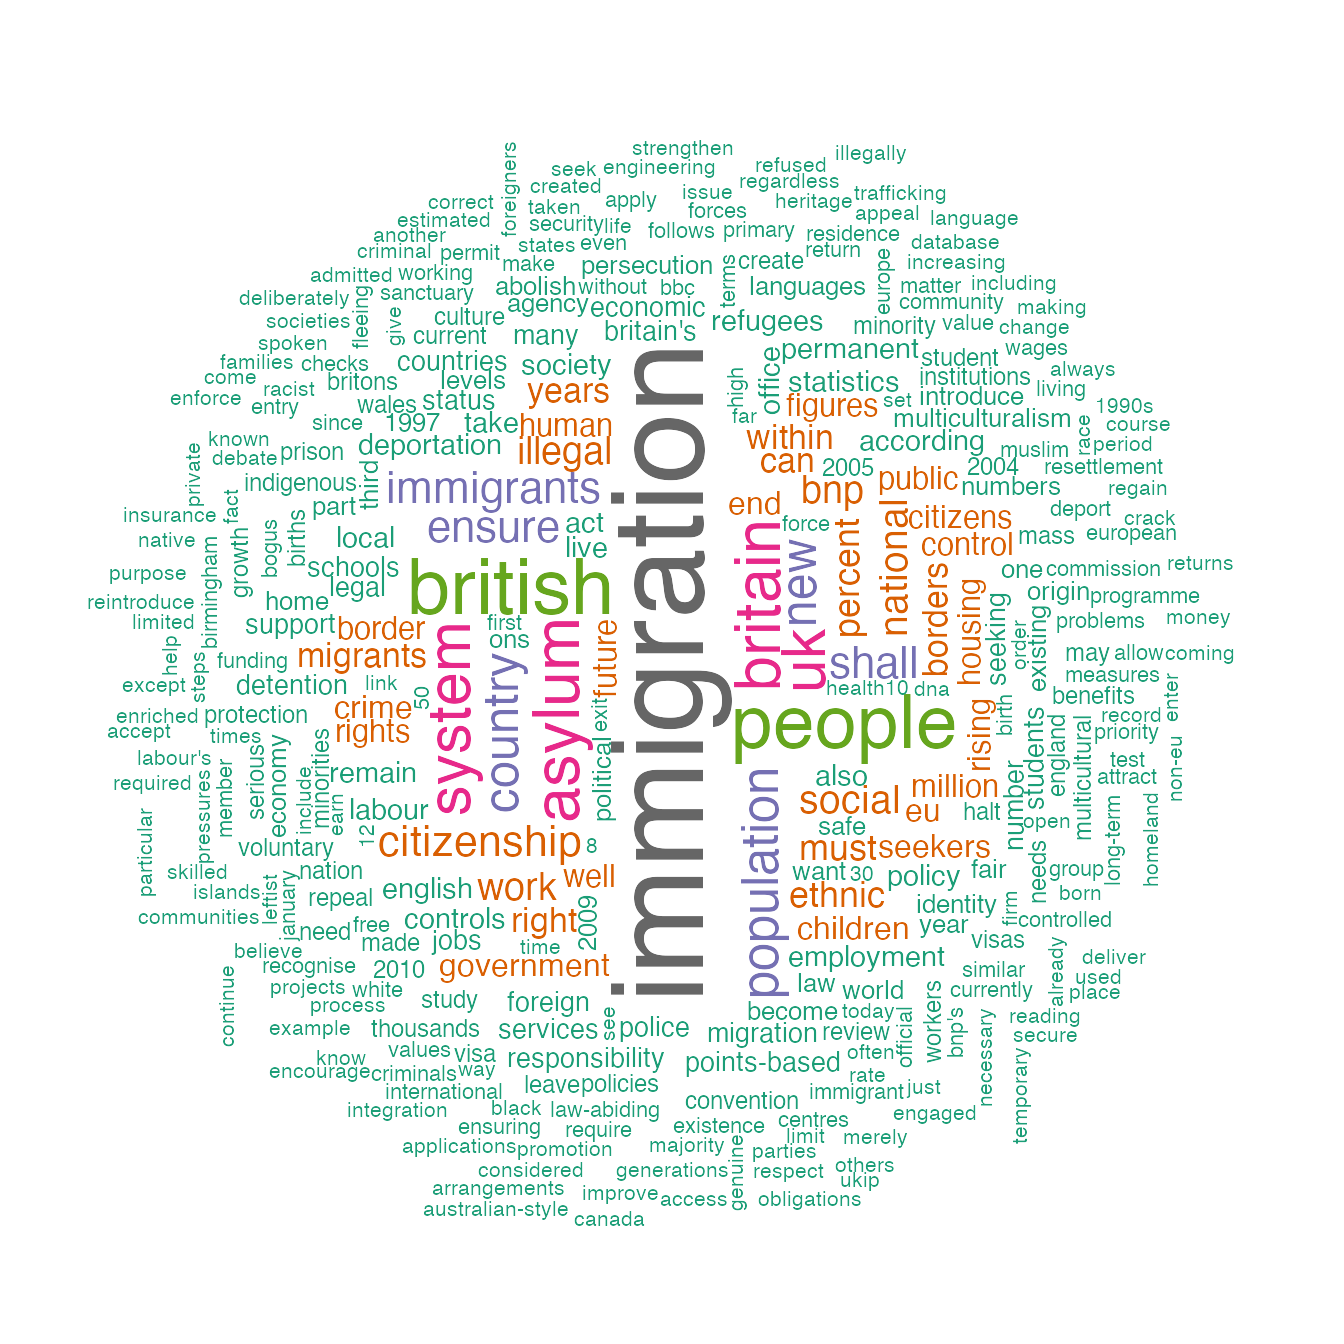 strengthen
illegally
seek
engineering
refused
foreigners
created
issue
regardless
trafficking
correct
taken
apply
forces
heritage
appeal
language
estimated
security
life
follows
primary
residence
database
another
states
even
return
increasing
criminal
permit
make
persecution
terms
create
europe
matter
including
admitted
working
abolish
without
bbc
languages
community
making
deliberately
sanctuary
agency
economic
fleeing
give
societies
culture
many
britain's
refugees
minority
value
change
spoken
current
countries
society
permanent
student
wages
families
checks
britons
levels
years
office
statistics
institutions
always
come
racist
high
figures
set
introduce
living
enforce
entry
wales
status
far
multiculturalism
1990s
since
1997
take
human
within
according
race
course
known
prison
deportation
illegal
can
2005
2004
muslim
period
debate
private
third
immigrants
bnp
public
numbers
resettlement
indigenous
fact
part
ensure
act
end
national
citizens
regain
insurance
births
bogus
local
live
immigration
force
percent
control
mass
deport
crack
native
growth
schools
british
britain
new
borders
european
purpose
birmingham
legal
one
commission
returns
reintroduce
home
housing
seeking
origin
programme
limited
support
border
first
uk
order
existing
problems
money
help
funding
migrants
system
ons
asylum
future
shall
may
allow
coming
steps
detention
link
country
health
10
dna
measures
except
50
benefits
enter
enriched
protection
crime
exit
people
birth
record
accept
times
rights
rising
students
england
priority
labour's
serious
economy
minorities
remain
political
also
million
number
multicultural
test
non-eu
required
member
pressures
include
earn
labour
population
social
eu
halt
open
attract
particular
12
citizenship
8
safe
long-term
homeland
voluntary
must
seekers
skilled
nation
work
well
want
30
policy
fair
needs
group
islands
leftist
january
repeal
english
ethnic
identity
firm
born
communities
free
controls
right
2009
children
year
controlled
need
made
jobs
time
visas
believe
recognise
2010
government
employment
similar
already
deliver
continue
projects
white
law
world
currently
used
process
study
foreign
become
today
place
example
thousands
services
see
police
migration
review
official
workers
bnp's
necessary
reading
know
values
visa
responsibility
points-based
often
secure
encourage
criminals
way
leave
policies
rate
temporary
international
immigrant
just
integration
black
law-abiding
convention
centres
engaged
ensuring
require
existence
limit
merely
applications
promotion
majority
genuine
parties
considered
generations
respect
others
arrangements
improve
access
obligations
ukip
australian-style
canada